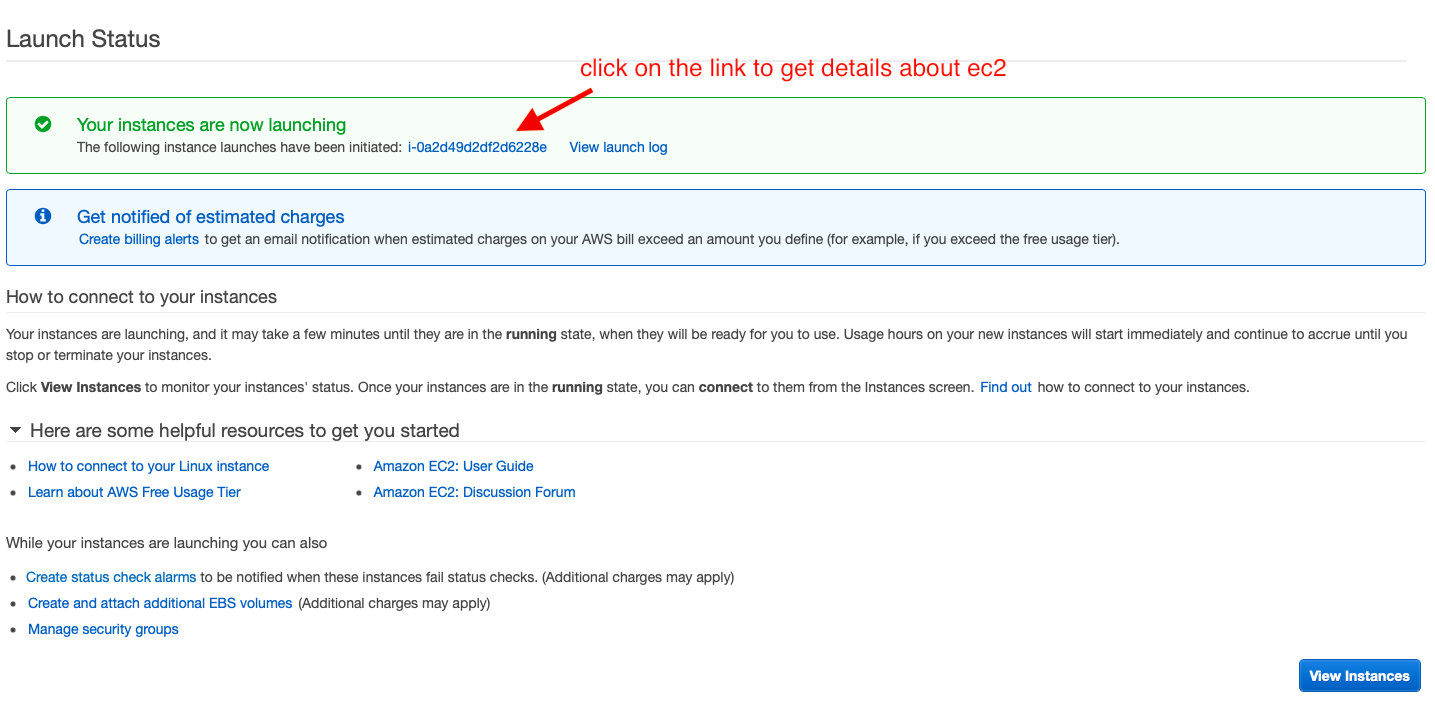 Launch Status
click on the link to get details about ec2
Your instances are now launching
The following instance launches have been initiated: i-0a2d49d2df2d6228e View launch log
Get notified of estimated charges
Create billing alerts to get an email notification when estimated charges on your AWS bill exceed an amount you define (for example, if you exceed the free usage tier).
How to connect to your instances
Your instances are launching, and it may take a few minutes until they are in the running state, when they will be ready for you to use. Usage hours on your new instances will start immediately and continue to accrue until you
stop or terminate your instances.
Click View Instances to monitor your instances' status. Once your instances are in the running state, you can connect to them from the Instances screen. Find out how to connect to your instances.
Here are some helpful resources to get you started
How to connect to your Linux instance
Learn about AWS Free Usage Tier
Amazon EC2: User Guide
Amazon EC2: Discussion Forum
While your instances are launching you can also
Create status check alarms to be notified when these instances fail status checks. (Additional charges may apply)
Create and attach additional EBS volumes (Additional charges may apply)
Manage security groups
View Instances